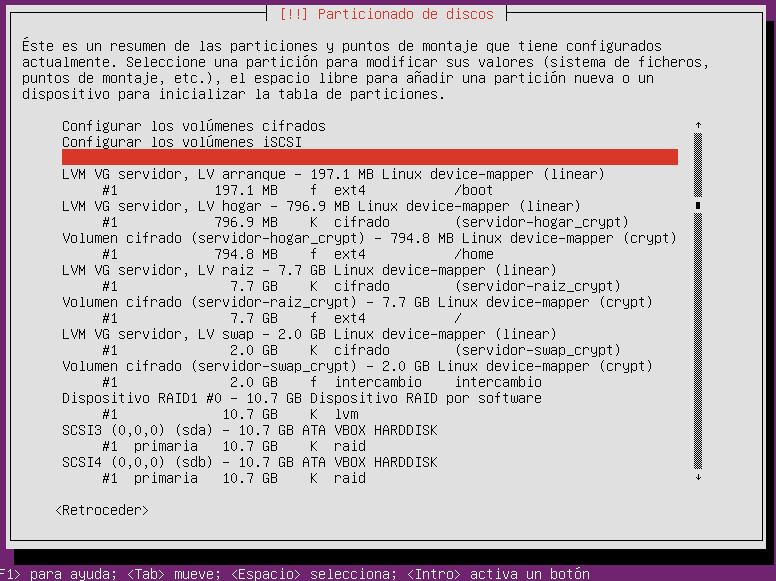 [!!] Particionado de discos
Éste es un resumen de las particiones y puntos de montaje que tiene configurados
actualmente. Seleccione una partición para modificar sus valores (sistema de ficheros,
puntos de montaje, etc.), el espacio libre para añadir una partición nueva o un
dispositivo para inicializar la tabla de particiones.
Configurar los volúmenes cifrados
Configurar los volúmenes iSCSI
LVM VG servidor, LV arranque - 197.1 MB Linux device-mapper (linear)
#1 197.1 MB f ext4 /boot
LVM VG servidor, LV hogar - 796.9 MB Linux device-mapper (linear)
#1 796.9 MB K cifrado (servidor-hogar_crypt)
Volumen cifrado (servidor-hogar_crypt) - 794.8 MB Linux device-mapper (crypt)
#1 794.8 MB f ext4 /home
LVM VG servidor, LV raiz - 7.7 GB Linux device-mapper (linear)
#1 7.7 GB K cifrado (servidor-raiz_crypt)
Volumen cifrado (servidor-raiz_crypt) - 7.7 GB Linux device-mapper (crypt)
#1 7.7 GB f ext4 /
LVM VG servidor, LV swap - 2.0 GB Linux device-mapper (linear)
#1 2.0 GB K cifrado (servidor-swap_crypt)
Volumen cifrado (servidor-swap_crypt) - 2.0 GB Linux device-mapper (crypt)
#1 2.0 GB f intercambio intercambio
Dispositivo RAID1 #0 - 10.7 GB Dispositivo RAID por software
#1 10.7 GB K lvm
SCSI3 (0,0,0) (sda) - 10.7 GB ATA VBOX HARDDISK
#1 primaria 10.7 GB K raid
SCSI4 (0,0,0) (sdb) - 10.7 GB ATA VBOX HARDDISK
#1 primaria 10.7 GB K raid
<Retroceder>
F1> para ayuda; <Tab> mueve; <Espacio> selecciona; <Intro> activa un botón